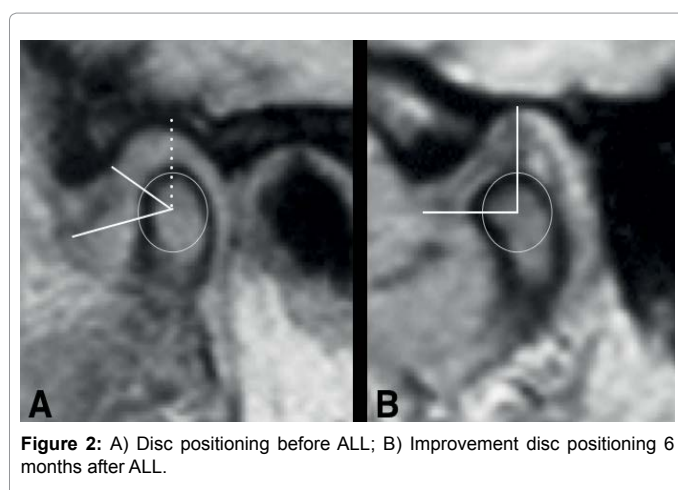 A
B
Figure 2: A) Disc positioning before ALL; B) Improvement disc positioning 6
months after ALL.